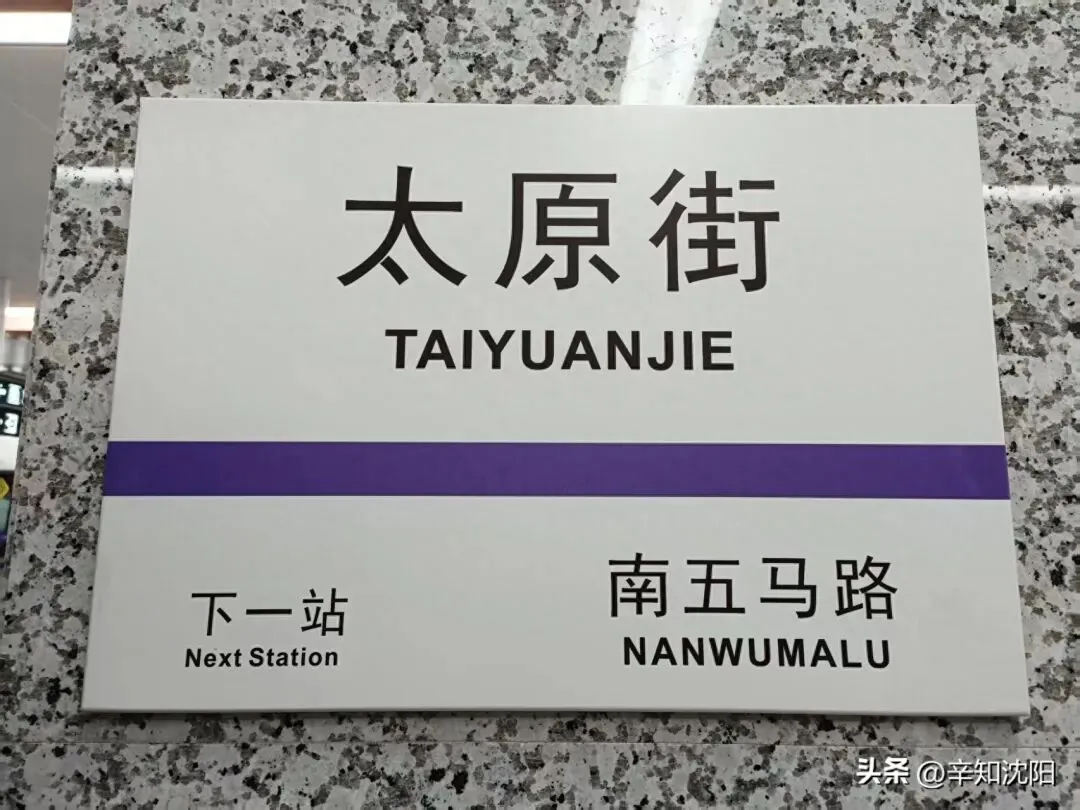 太原街
TAIYUANJIE
下一站
Next Station
南五马路
NANWUMALU
头条 @辛知沈阳